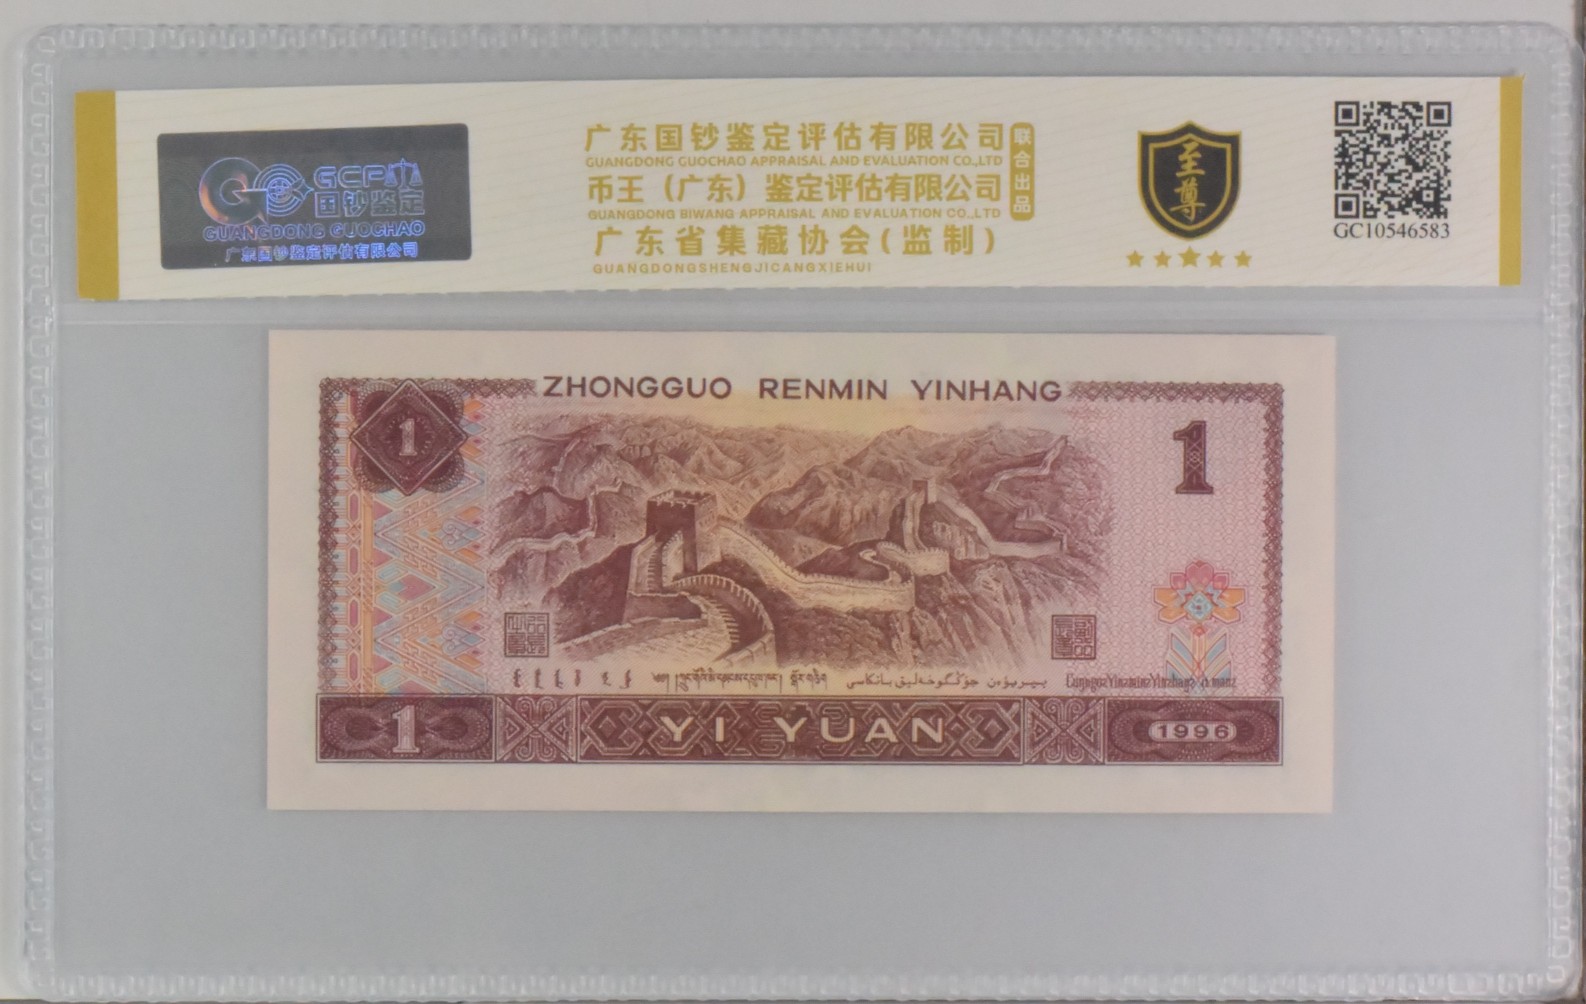 GCP
国钞鉴定
GUANGDONG GUOCHAO
广东国钞鉴定评估有限公司
广东国钞鉴定评估有限公司
GUANGDONG GUOCHAO APPRAISAL AND EVALUATION CO.,LTD
币王（广东）鉴定评估有限公司
GUANGDONG BIWANG APPRAISAL AND EVALUATION CO.,LTD
广东省集藏协会(监制)
GUANGDONGSHENGJICANGXIEHUI
联合出品
至尊
GC10546583
ZHONGGUO RENMIN YINHANG
1
1
1
YI YUAN
1996